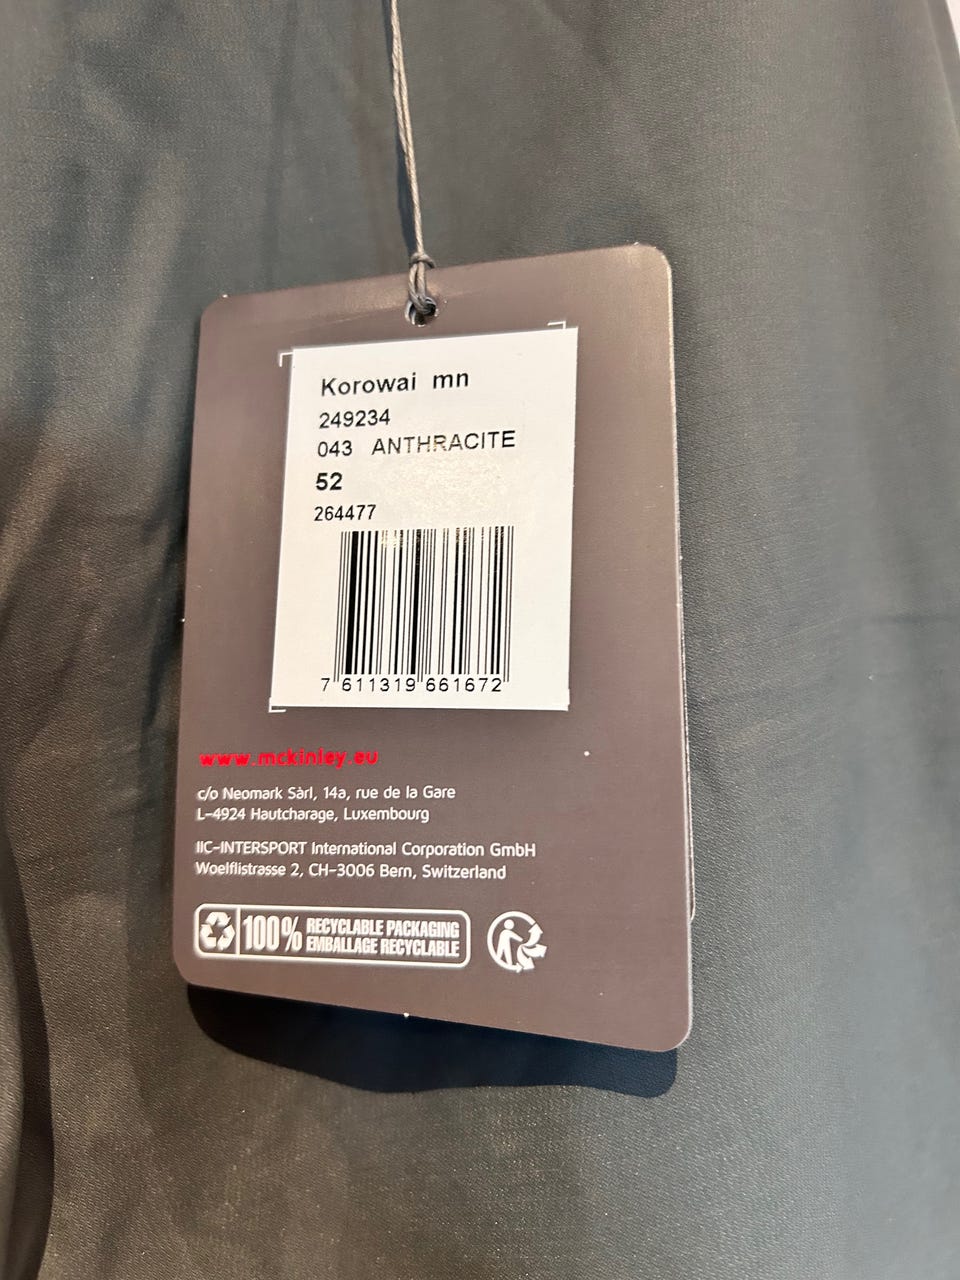 Korowai mn
249234
043 ANTHRACITE
52
264477
7 611319 661672
www.mckinley.eu
c/o Neomark Sàrl, 14a, rue de la Gare
L-4924 Hautcharage, Luxembourg
IIC-INTERSPORT International Corporation GmbH
Woelflistrasse 2, CH-3006 Bern, Switzerland
100% RECYCLABLE PACKAGING
EMBALLAGE RECYCLABLE